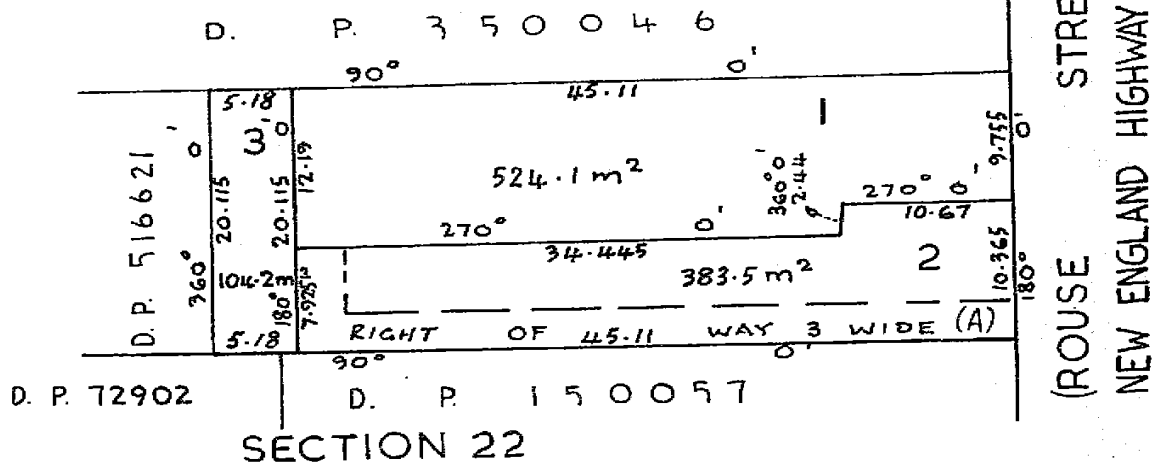 D. P. 350046
90° 0'
5.18 45.11
3 1
D.P. 516621
360° 0'
20.115
20.115
180° 0'
12.19
7.925
104.2m²
5.18
524.1 m²
360°0'
2.44
270° 0'
10.67
9.755
270° 0'
34.445
383.5 m²
2
10.365
180° 0'
RIGHT OF 45.11 WAY 3 WIDE (A)
90° 0'
D. P. 72902 D. P. 150057
SECTION 22
(ROUSE STRE
NEW ENGLAND HIGHWAY